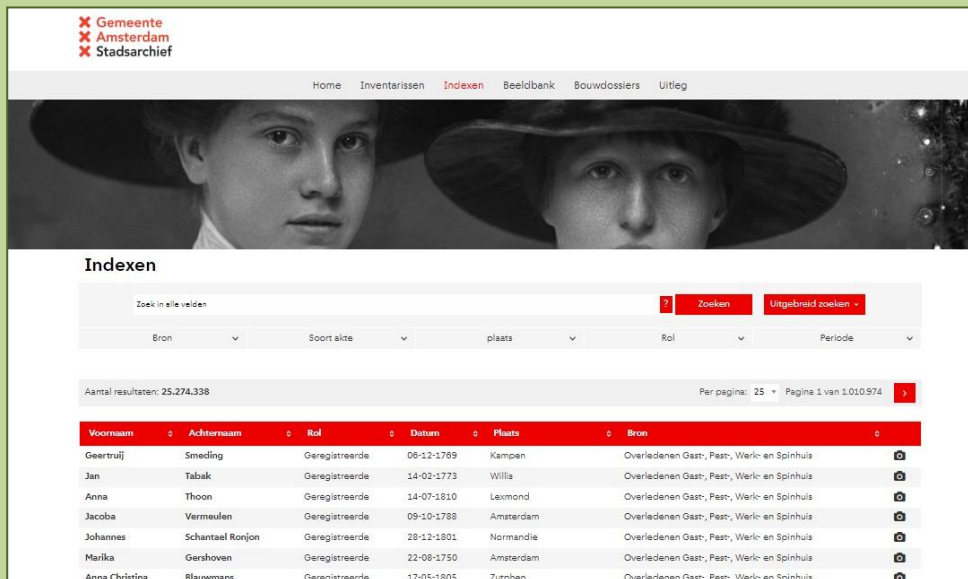 Gemeente
Amsterdam
Stadsarchief
Home Inventarissen Indexen Beeldbank Bouwdossiers Uitleg
Indexen
Zoek in alle velden ? Zoeken Uitgebreid zoeken
Bron Soort akte plaats Rol Periode
Aantal resultaten: 25.274.338 Per pagina: 25 Pagina 1 van 1.010.974
Voornaam Achternaam Rol Datum Plaats Bron
Geertruij Smeding Geregistreerde 06-12-1769 Kampen Overledenen Gast-, Pest-, Werk- en Spinhuis
Jan Tabak Geregistreerde 14-02-1773 Willis Overledenen Gast-, Pest-, Werk- en Spinhuis
Anna Thoon Geregistreerde 14-07-1810 Lexmond Overledenen Gast-, Pest-, Werk- en Spinhuis
Jacoba Vermeulen Geregistreerde 09-10-1788 Amsterdam Overledenen Gast-, Pest-, Werk- en Spinhuis
Johannes Schantael Ronjon Geregistreerde 28-12-1801 Normandie Overledenen Gast-, Pest-, Werk- en Spinhuis
Marika Gershoven Geregistreerde 22-08-1750 Amsterdam Overledenen Gast-, Pest-, Werk- en Spinhuis
Anna Christina Blauwmans Geregistreerde 17-05-1805 Zutphen Overledenen Gast-, Pest-, Werk- en Spinhuis